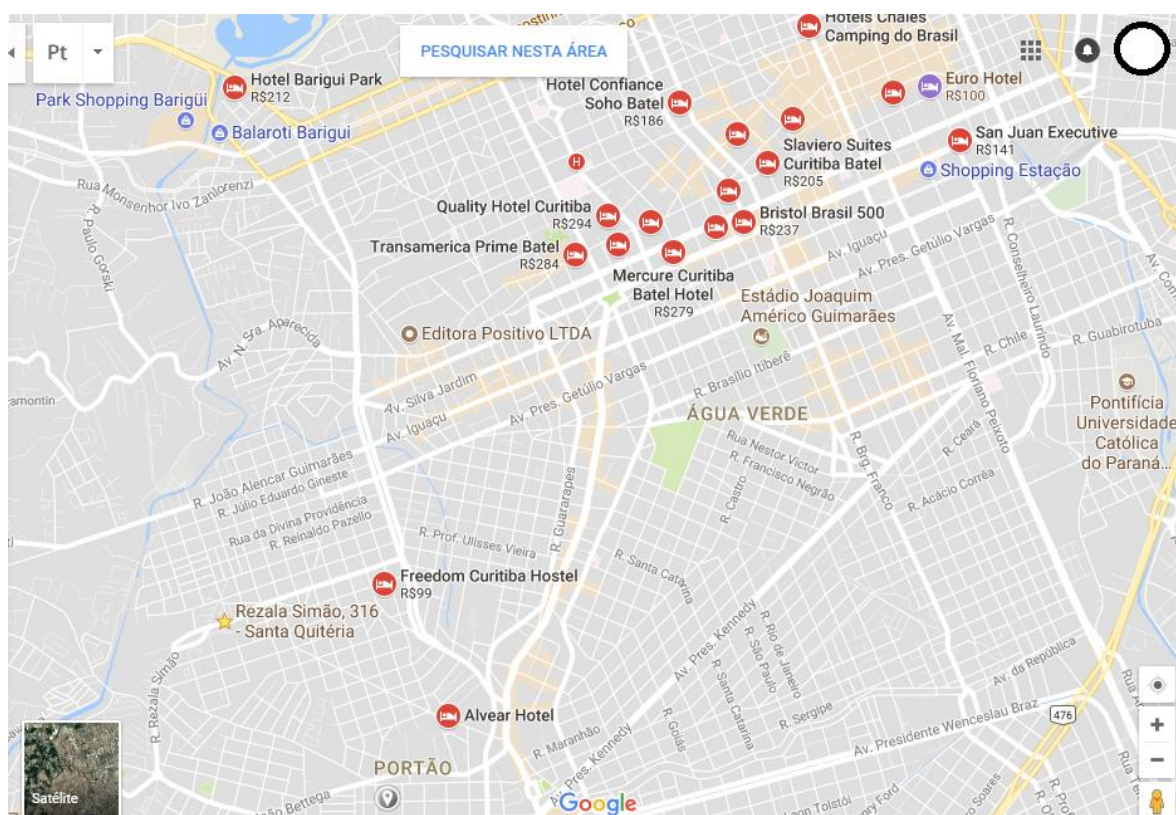 Pt
PESQUISAR NESTA ÁREA
Hotéis Chalés
Camping do Brasil
Hotel Barigui Park
R$212
Park Shopping Barigüi
Balaroti Barigui
Hotel Confiance
Soho Batel
R$186
Euro Hotel
R$100
San Juan Executive
R$141
Slaviero Suites
Curitiba Batel
R$205
Shopping Estação
Rua Monsenhor Ivo Zanlorenzi
R. Paulo Gorski
Quality Hotel Curitiba
R$294
Bristol Brasil 500
R$237
Transamerica Prime Batel
R$284
Mercure Curitiba
Batel Hotel
R$279
Av. Iguaçu
Av. Pres. Getúlio Vargas
R. Conselheiro Laurindo
Estádio Joaquim
Américo Guimarães
Editora Positivo LTDA
Av. N. Sra. Aparecida
Av. Mal. Floriano Peixoto
R. Chile
R. Guabirotuba
R. Brasílio Itiberê
Av. Silva Jardim
Av. Iguaçu
Av. Pres. Getúlio Vargas
ÁGUA VERDE
Pontifícia
Universidade
Católica
do Paraná...
ramontin
Rua Nestor Victor
R. Francisco Negrão
R. Brg. Franco
R. Ceará
R. Acácio Corrêa
R. Castro
R. João Alencar Guimarães
R. Júlio Eduardo Gineste
Rua da Divina Providência
R. Reinaldo Pazello
R. Guararapes
R. Prof. Ulisses Vieira
R. Santa Catarina
Freedom Curitiba Hostel
R$99
Rezala Simão, 316
- Santa Quitéria
R. Rezala Simão
Av. Pres. Kennedy
R. Rio de Janeiro
R. São Paulo
R. Santa Catarina
R. Sergipe
Av. da República
Alvear Hotel
R. Goiás
R. Maranhão
Av. Pres. Kennedy
Av. Presidente Wenceslau Braz
476
PORTÃO
Satélite
Google
H